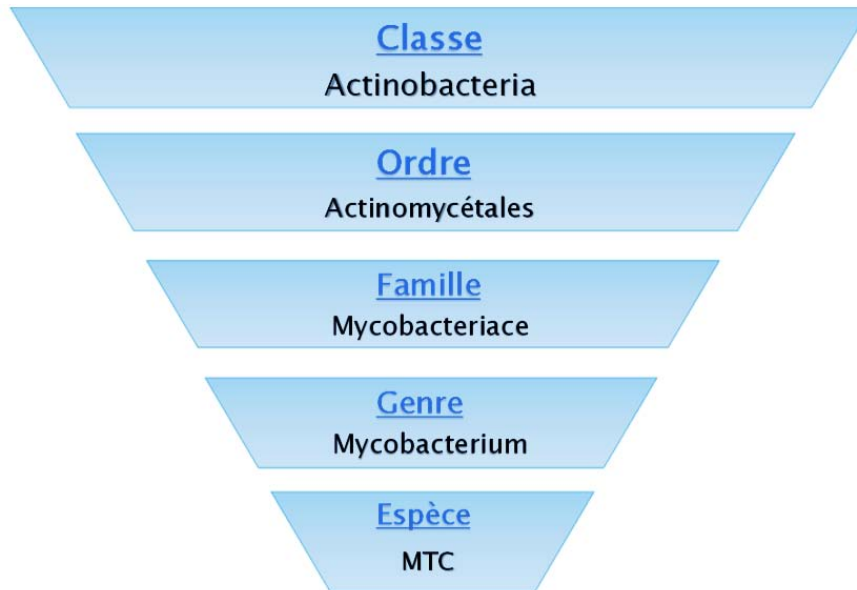 Classe
Actinobacteria
Ordre
Actinomycétales
Famille
Mycobacteriace
Genre
Mycobacterium
Espèce
MTC